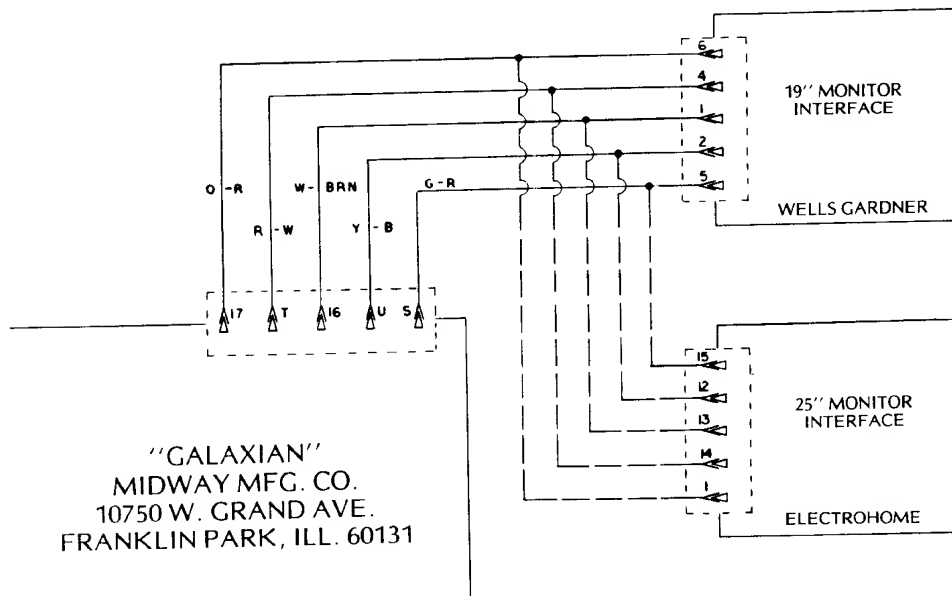 6
4
1
2
5
19" MONITOR
INTERFACE
WELLS GARDNER
O-R
R-W
W-BRN
Y-B
G-R
17
T
16
U
S
15
12
13
14
1
25" MONITOR
INTERFACE
ELECTROHOME
"GALAXIAN"
MIDWAY MFG. CO.
10750 W. GRAND AVE.
FRANKLIN PARK, ILL. 60131